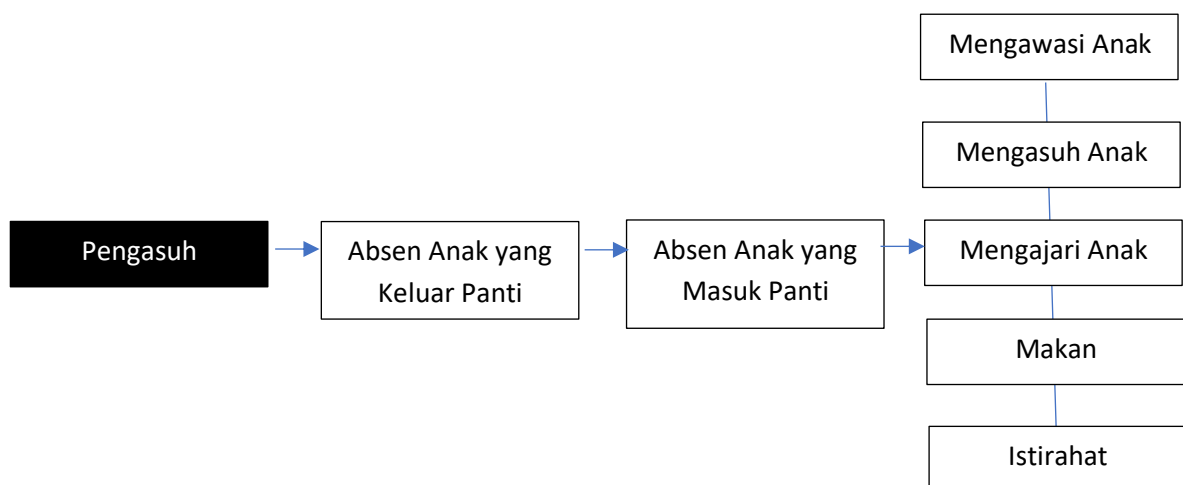 Mengawasi Anak
Mengasuh Anak
Pengasuh
Absen Anak yang
Keluar Panti
Absen Anak yang
Masuk Panti
Mengajari Anak
Makan
Istirahat